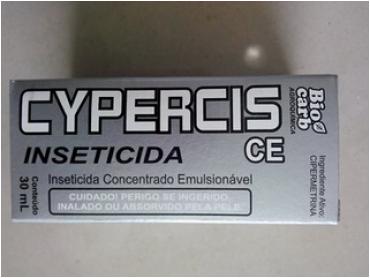 CYPERCIS
CE
INSETICIDA
Bio
carb
AGROQUÍMICA
Inseticida Concentrado Emulsionável
CUIDADO! PERIGO SE INGERIDO,
INALADO OU ABSORVIDO PELA PELE.
Conteúdo
30 mL
Ingrediente Ativo:
CIPERMETRINA